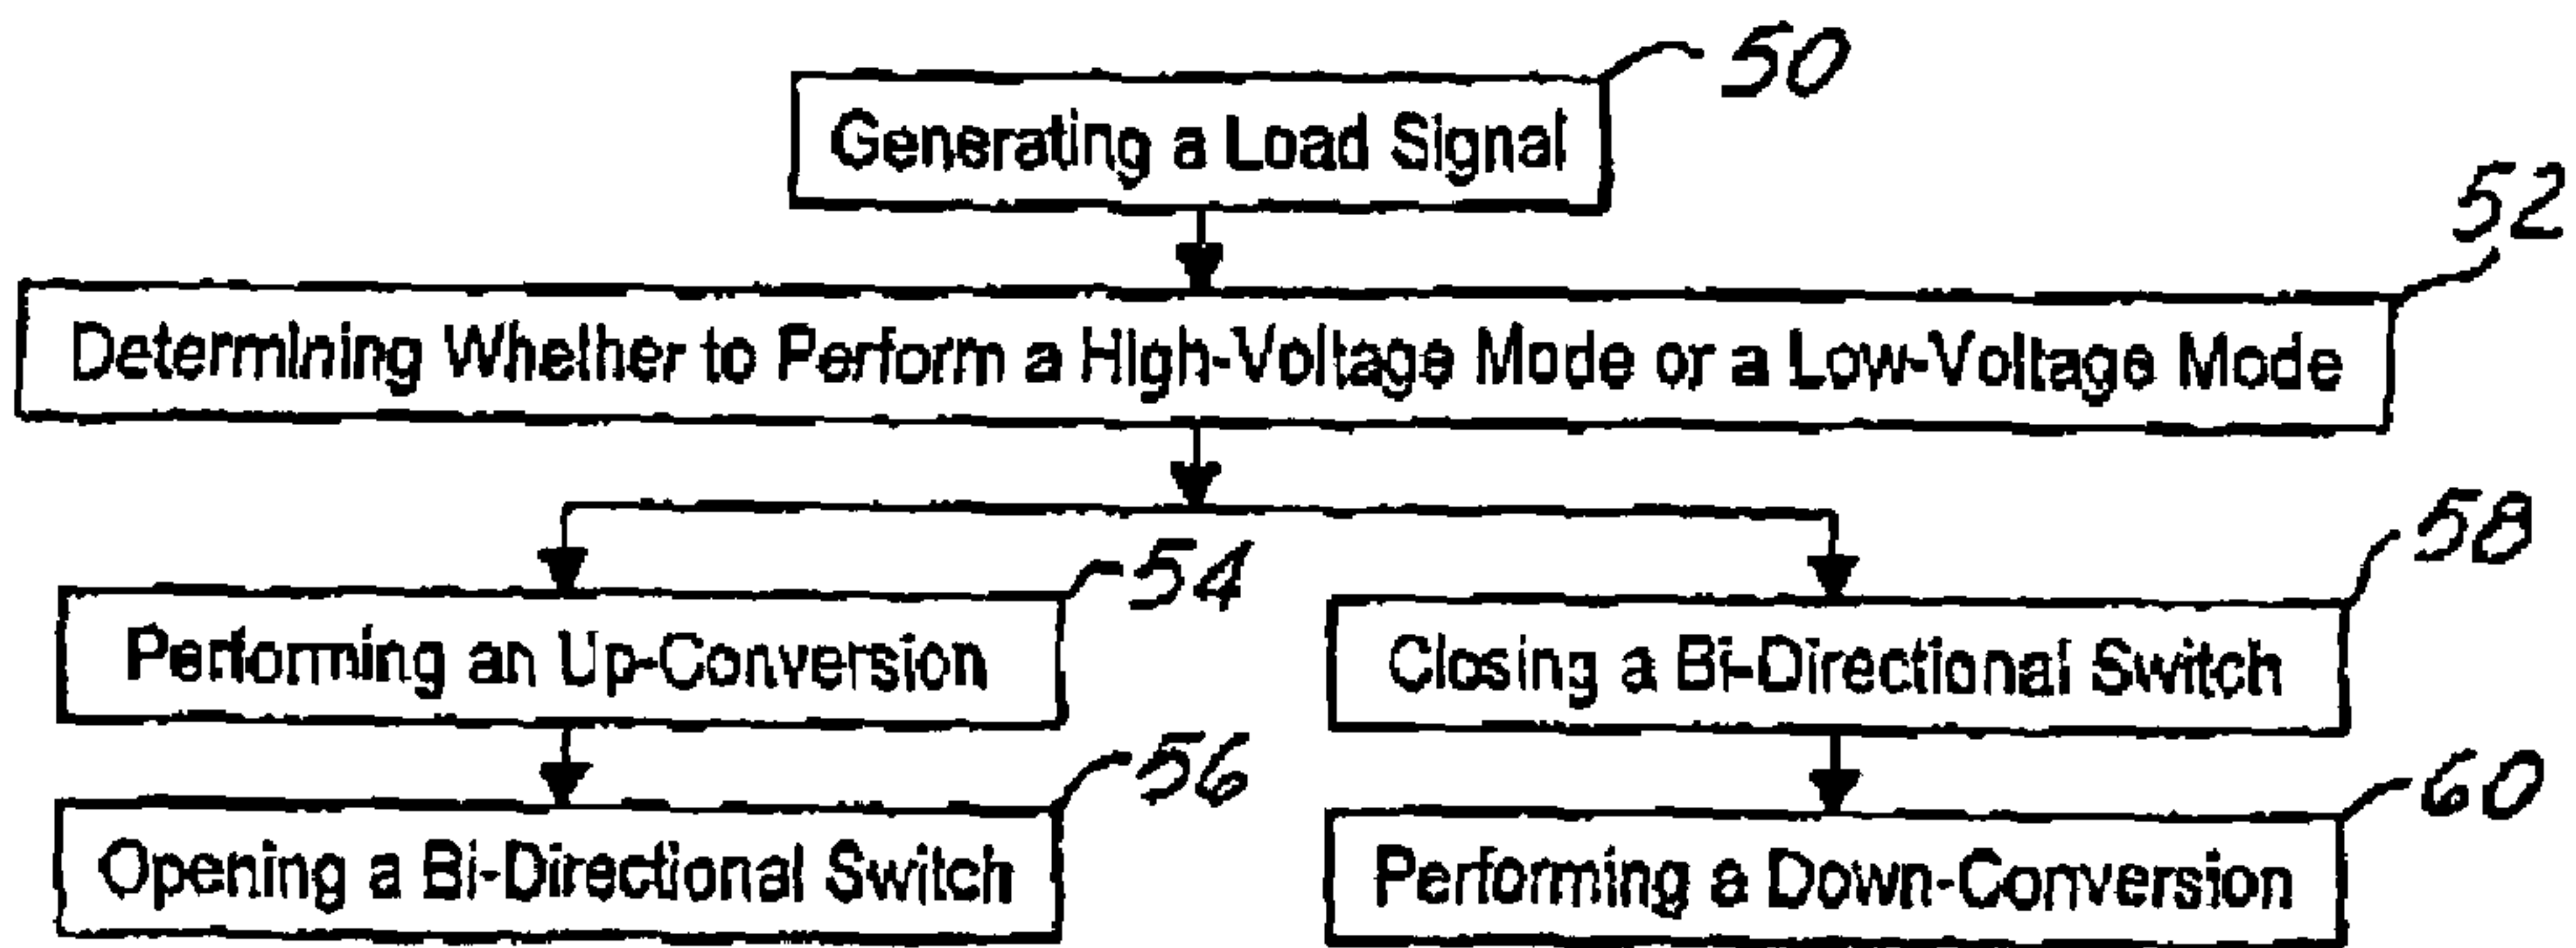 50
Generating a Load Signal
52
Determining Whether to Perform a High-Voltage Mode or a Low-Voltage Mode
54
Performing an Up-Conversion
58
Closing a Bi-Directional Switch
56
Opening a Bi-Directional Switch
60
Performing a Down-Conversion